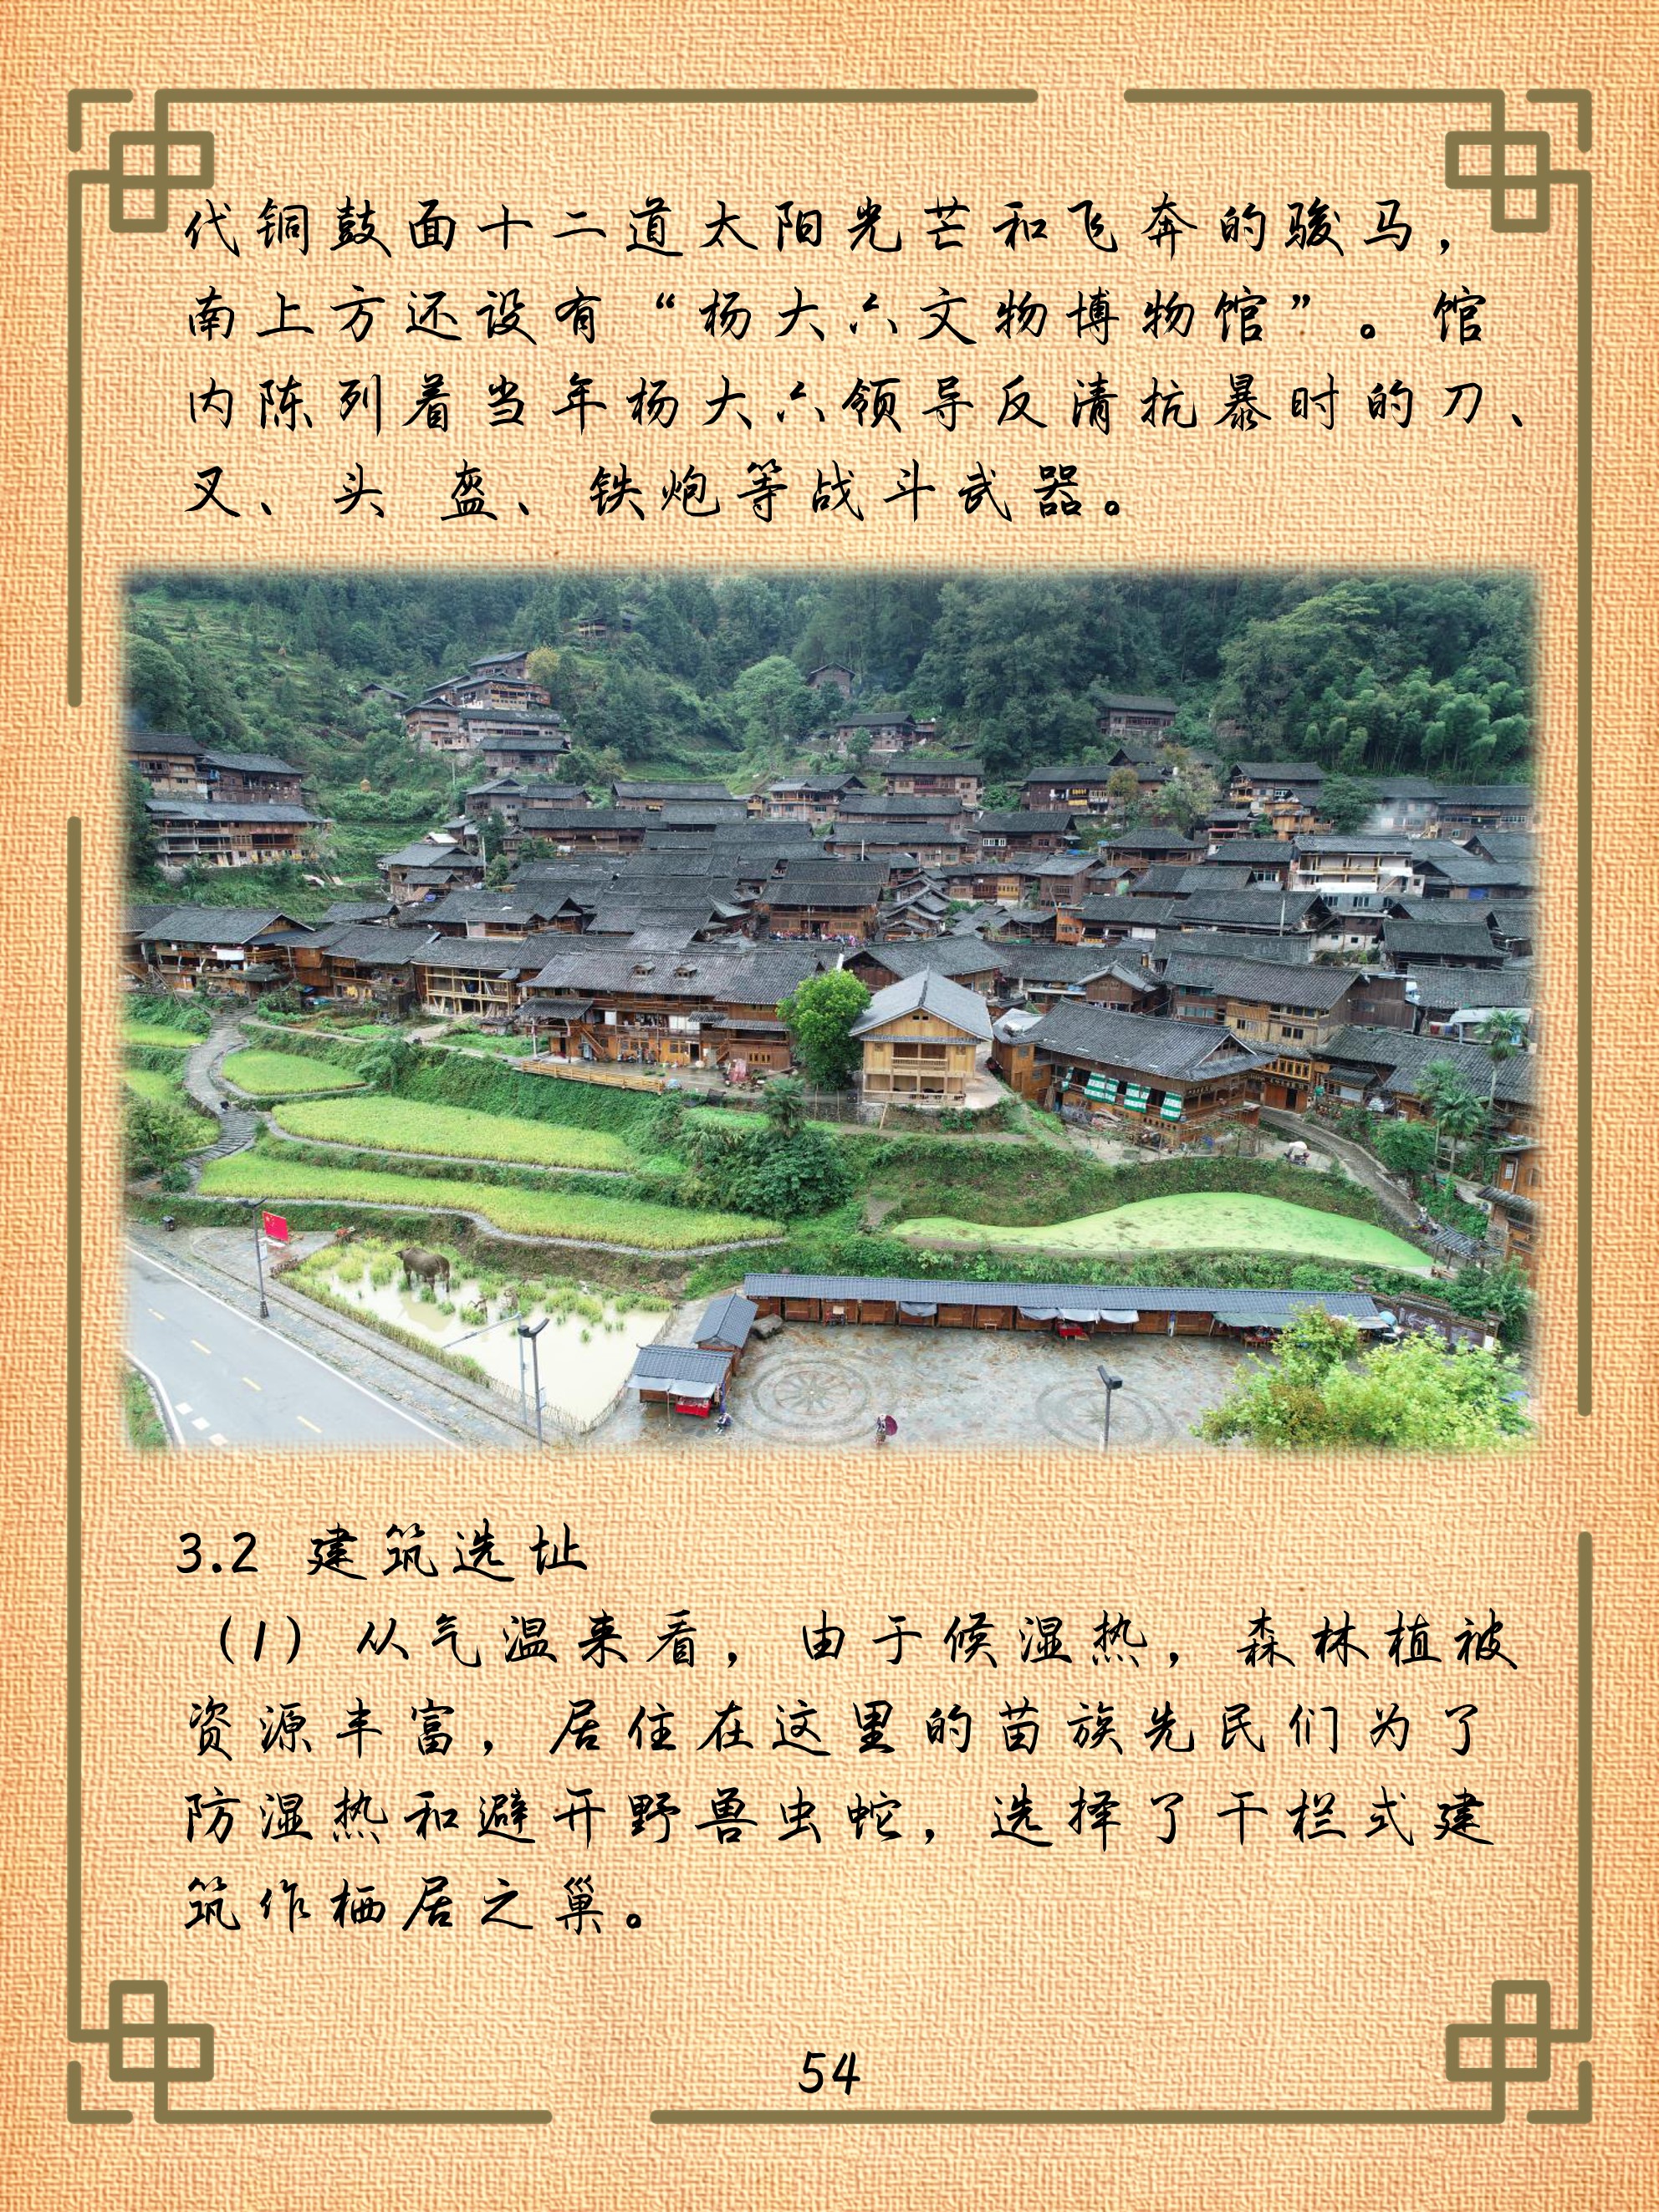 代铜鼓面十二道太阳光芒和飞奔的骏马，
南上方还设有“杨大六文物博物馆”。馆
内陈列着当年杨大六领导反清抗暴时的刀、
叉、头 盔、铁炮等战斗武器。
3.2 建筑选址
（1）从气温来看，由于候湿热，森林植被
资源丰富，居住在这里的苗族先民们为了
防湿热和避开野兽虫蛇，选择了干栏式建
筑作栖居之巢。
54